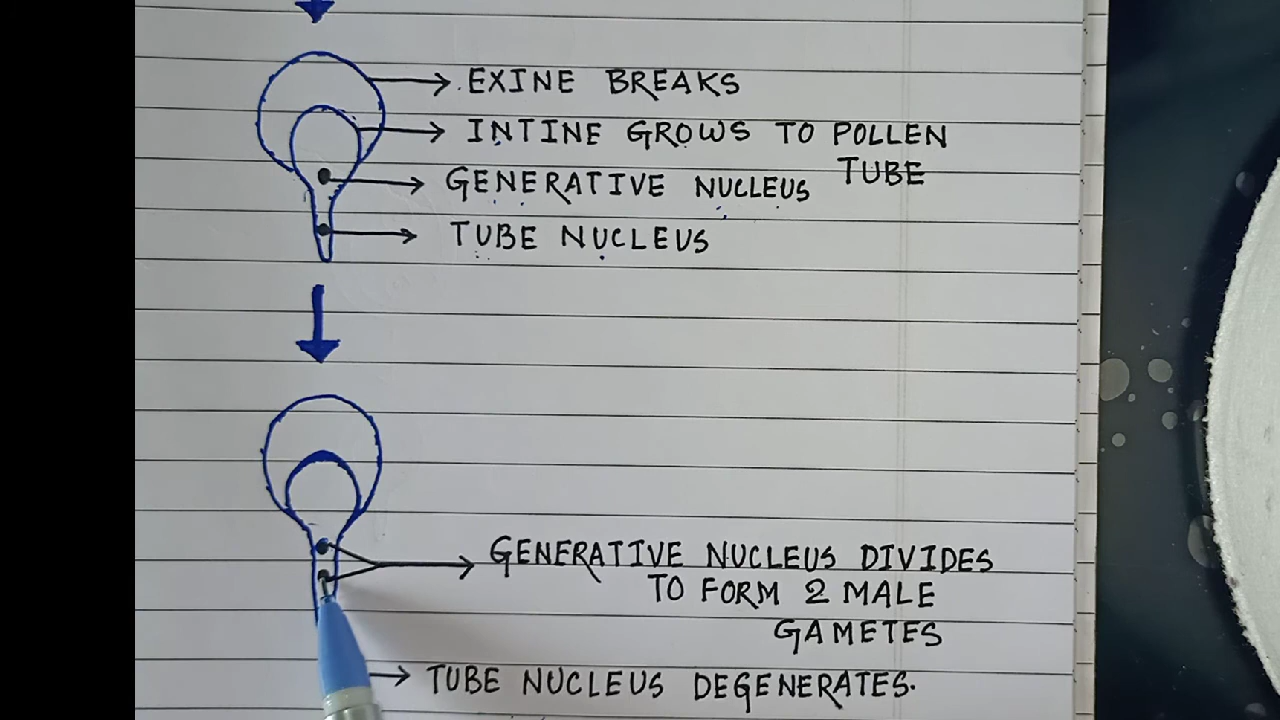 EXINE BREAKS
INTINE GROWS TO POLLEN
TUBE
GENERATIVE NUCLEUS
TUBE NUCLEUS
GENERATIVE NUCLEUS DIVIDES
TO FORM 2 MALE
GAMETES
TUBE NUCLEUS DEGENERATES.